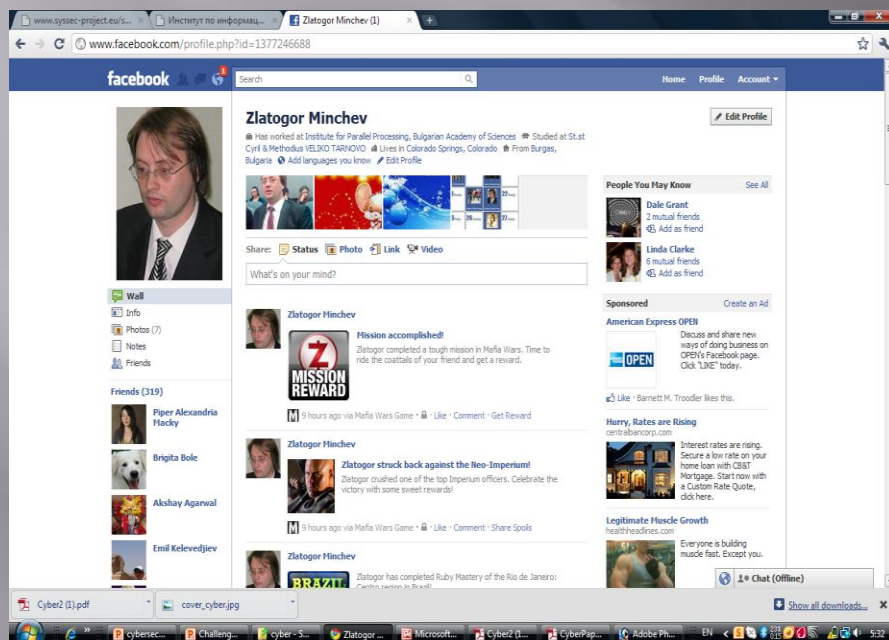 www.syssec-project.eu/s...
Институт по информац...
Zlatogor Minchev (1)
www.facebook.com/profile.php?id=1377246688
facebook
1
Search
Home Profile Account
Zlatogor Minchev
Edit Profile
Has worked at Institute for Parallel Processing, Bulgarian Academy of Sciences Studied at St.st
Cyril & Methodius VELIKO TARNOVO Lives in Colorado Springs, Colorado From Burgas,
Bulgaria Add languages you know Edit Profile
Share: Status Photo Link Video
What's on your mind?
Wall
Info
Photos (7)
Notes
Friends
Friends (319)
Piper Alexandria
Macky
Brigita Bole
Akshay Agarwal
Emil Kelevedjiev
Zlatogor Minchev
Mission accomplished!
Zlatogor completed a tough mission in Mafia Wars. Time to
ride the coattails of your friend and get a reward.
MISSION
REWARD
9 hours ago via Mafia Wars Game · Like · Comment · Get Reward
Zlatogor Minchev
Zlatogor struck back against the Neo-Imperium!
Zlatogor crushed one of the top Imperium officers. Celebrate the
victory with some sweet rewards!
9 hours ago via Mafia Wars Game · Like · Comment · Share Spoils
Zlatogor Minchev
BRAZIL
Zlatogor has completed Ruby Mastery of the Rio de Janeiro:
Centro region in Brazil!
People You May Know See All
Dale Grant
2 mutual friends
Add as friend
Linda Clarke
6 mutual friends
Add as friend
Sponsored Create an Ad
American Express OPEN
OPEN
Discuss and share new
ways of doing business on
OPEN's Facebook page.
Click "LIKE" today.
Like · Barnett M. Troodler likes this.
Hurry, Rates are Rising
centralbancorp.com
Interest rates are rising.
Secure a low rate on your
home loan with CB&T
Mortgage. Start now with
a Custom Rate Quote,
click here.
Legitimate Muscle Growth
healthheadlines.com
Everyone is building
muscle fast. Except you.
Chat (Offline)
Cyber2 (1).pdf
cover_cyber.jpg
Show all downloads...
cybersec...
Challeng...
cyber - S...
Zlatogor ...
Microsoft...
Cyber2 (1...
CyberPap...
Adobe Ph...
EN